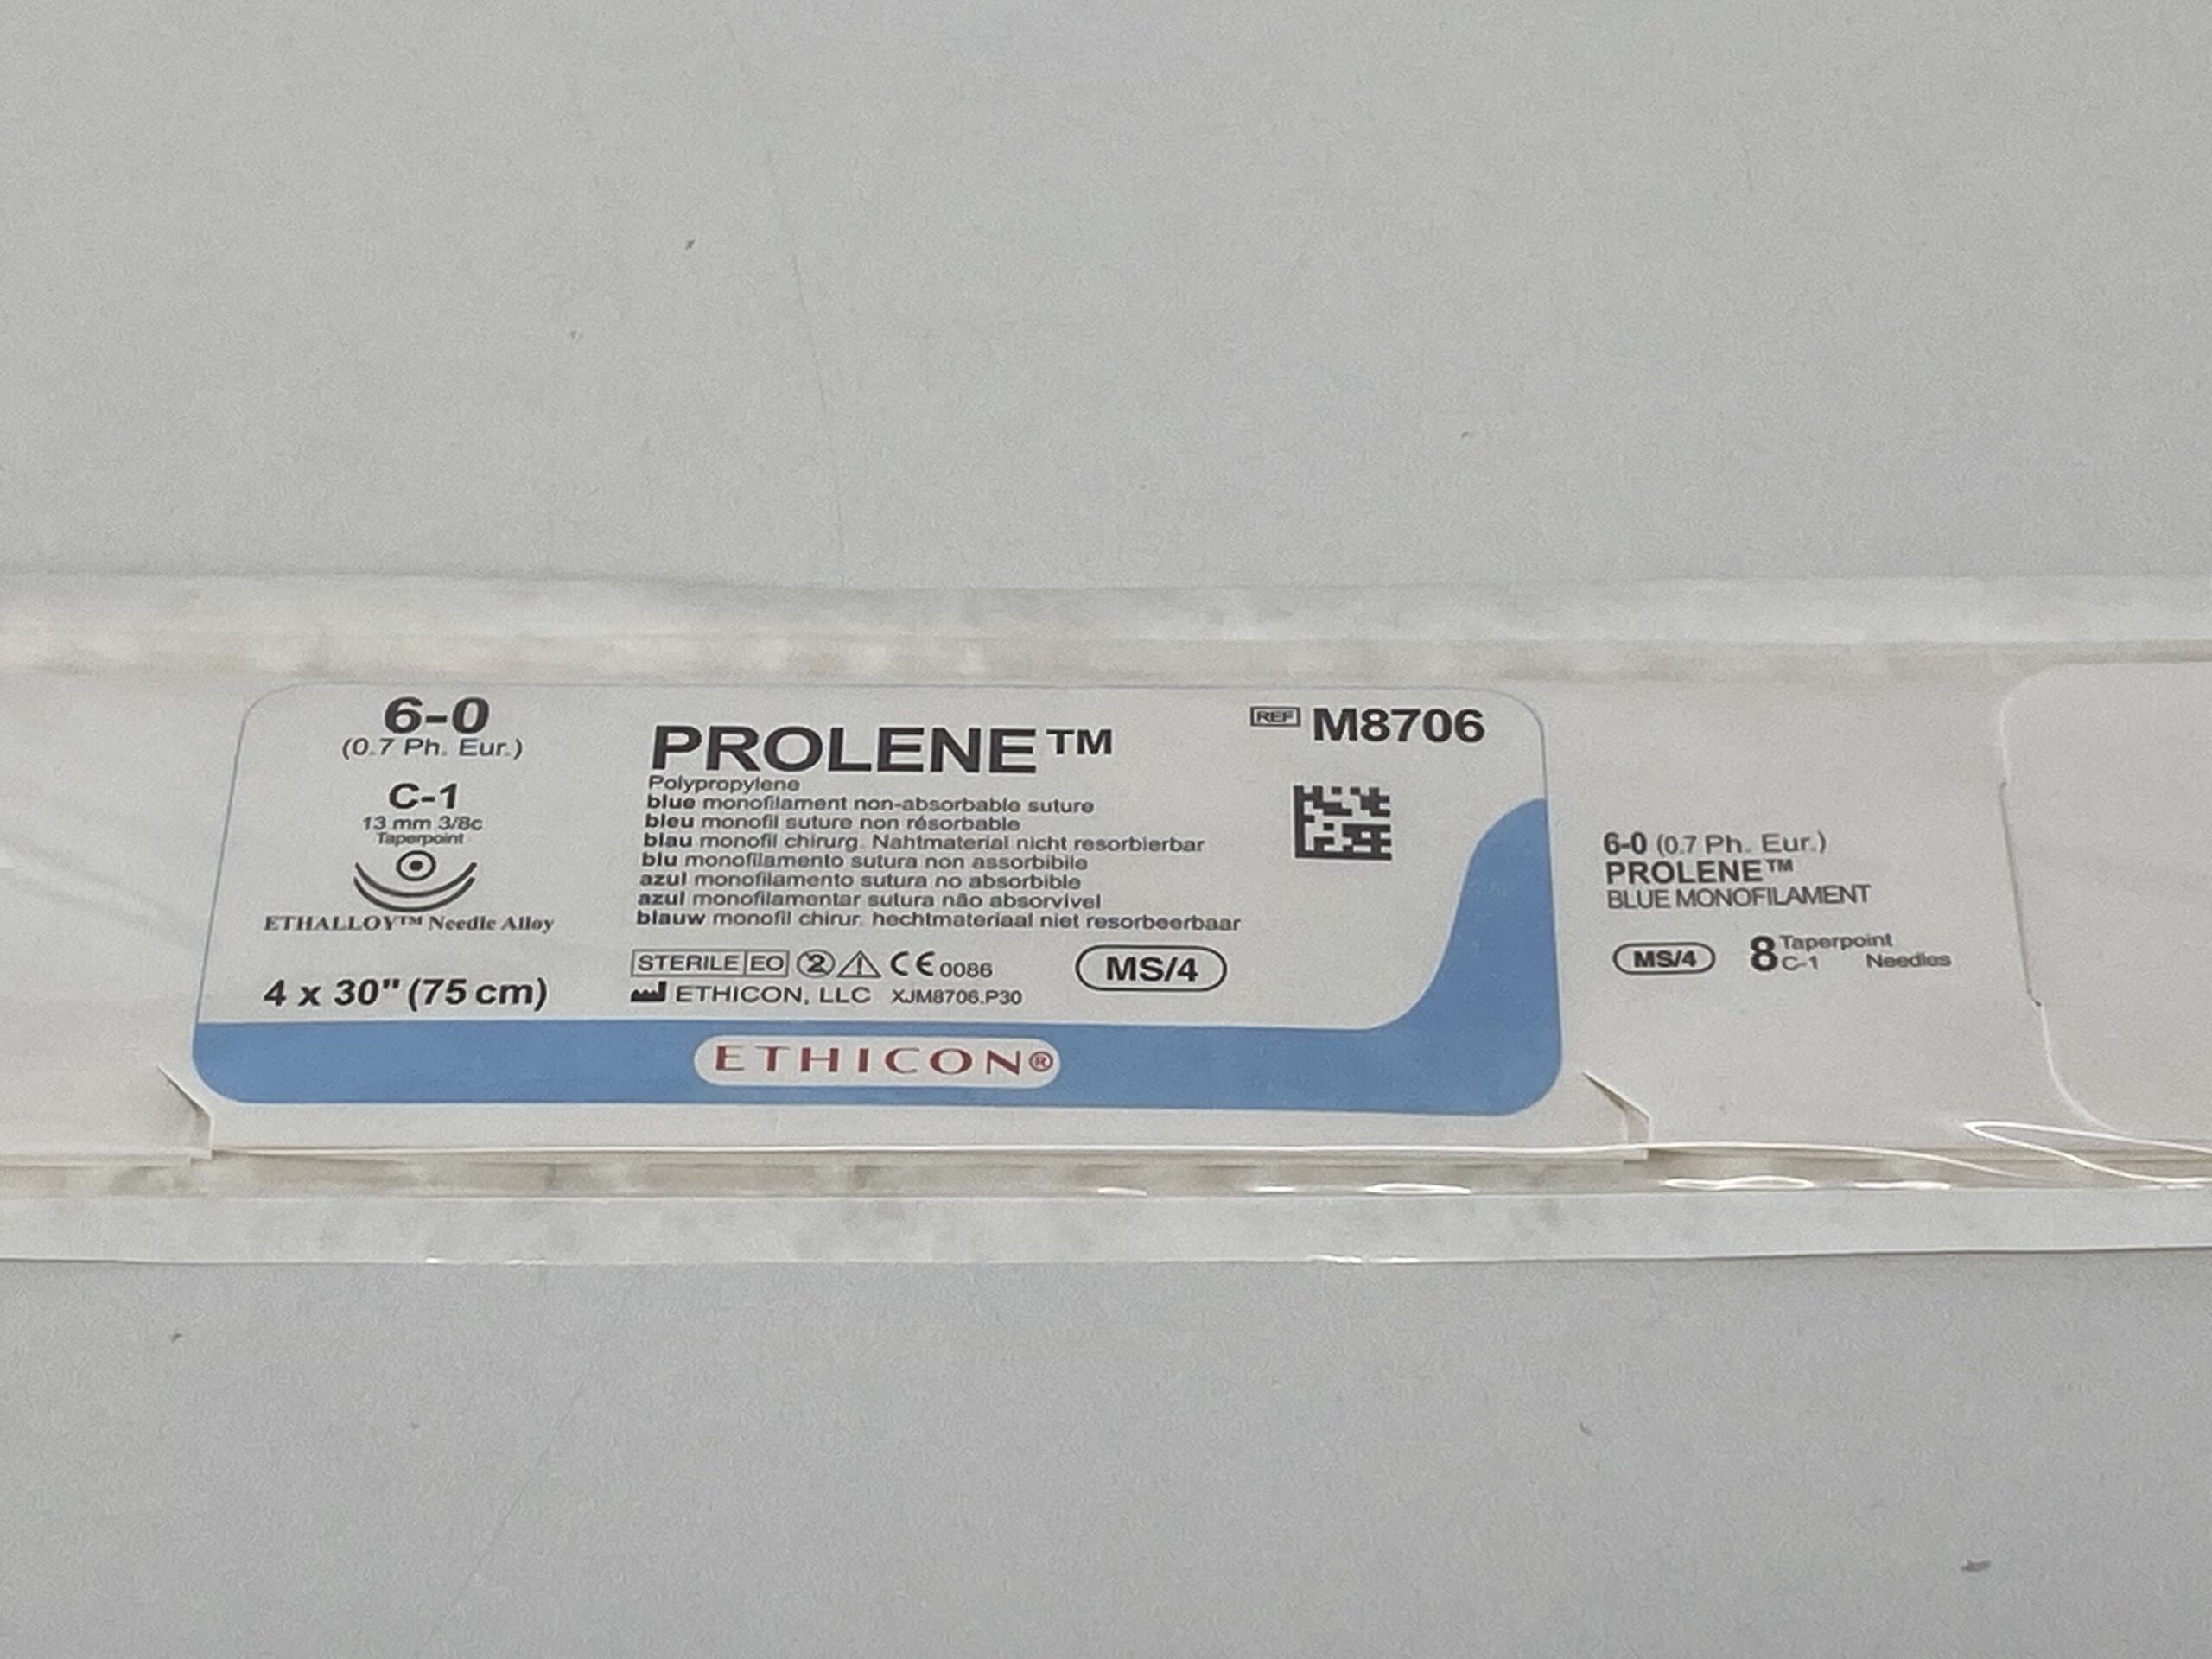 6-0
(0.7 Ph. Eur.)
C-1
13 mm 3/8c
Taperpoint
ETHALLOY™ Needle Alloy
4 x 30" (75 cm)
PROLENE™
Polypropylene
blue monofilament non-absorbable suture
bleu monofil suture non résorbable
blau monofil chirurg. Nahtmaterial nicht resorbierbar
blu monofilamento sutura non assorbibile
azul monofilamento sutura no absorbible
azul monofilamentar sutura não absorvível
blauw monofil chirur. hechtmateriaal niet resorbeerbaar
STERILE EO 2 CE 0086
ETHICON, LLC XJM8706.P30
MS/4
REF M8706
ETHICON®
6-0 (0.7 Ph. Eur.)
PROLENE™
BLUE MONOFILAMENT
MS/4 8 Taperpoint
C-1 Needles